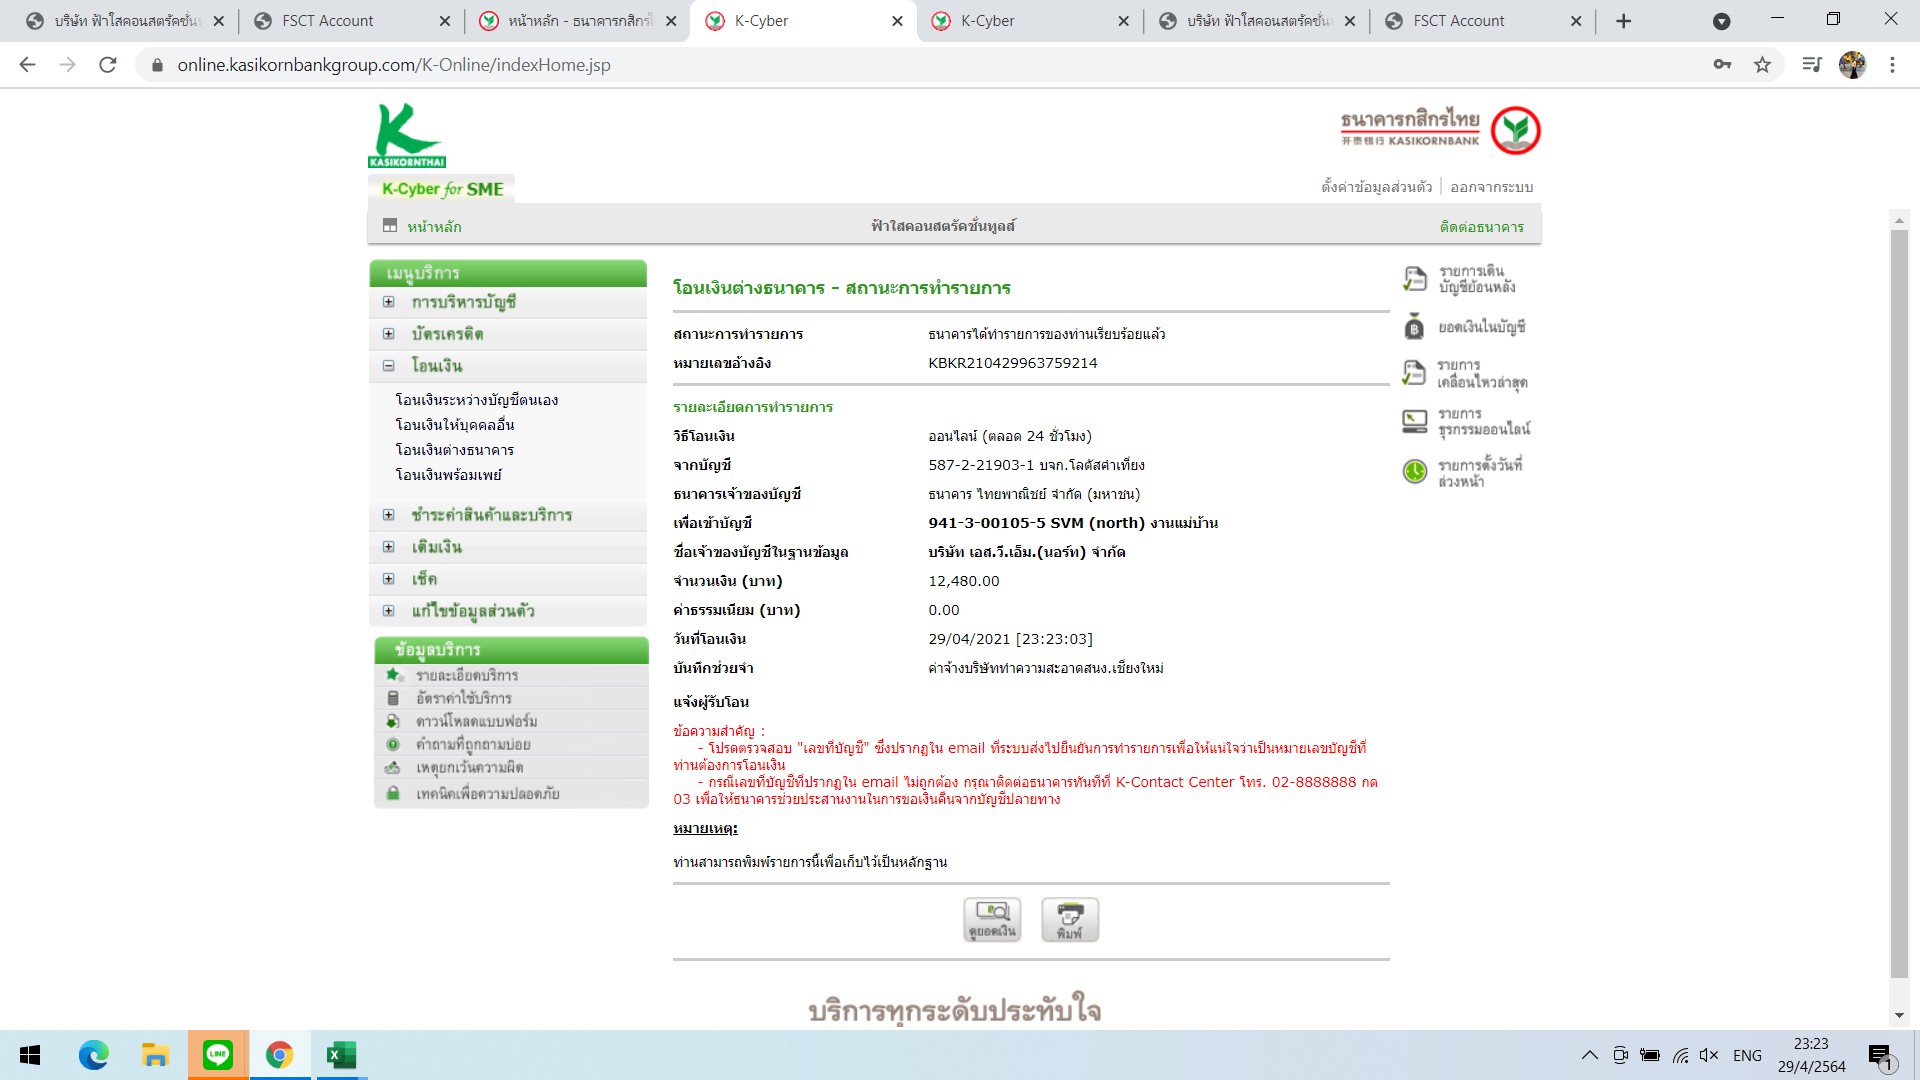 บริษัท ฟ้าใสคอนสตรัคชั่น
FSCT Account
หน้าหลัก - ธนาคารกสิกรไ
K-Cyber
K-Cyber
บริษัท ฟ้าใสคอนสตรัคชั่น
FSCT Account
online.kasikornbankgroup.com/K-Online/indexHome.jsp
KASIKORNTHAI
ธนาคารกสิกรไทย
开泰银行 KASIKORNBANK
K-Cyber for SME
ตั้งค่าข้อมูลส่วนตัว
ออกจากระบบ
หน้าหลัก
ฟ้าใสคอนสตรัคชั่นทูลส์
ติดต่อธนาคาร
เมนูบริการ
การบริหารบัญชี
บัตรเครดิต
โอนเงิน
โอนเงินระหว่างบัญชีตนเอง
โอนเงินให้บุคคลอื่น
โอนเงินต่างธนาคาร
โอนเงินพร้อมเพย์
ชำระค่าสินค้าและบริการ
เติมเงิน
เช็ค
แก้ไขข้อมูลส่วนตัว
ข้อมูลบริการ
รายละเอียดบริการ
อัตราค่าใช้บริการ
ดาวน์โหลดแบบฟอร์ม
คำถามที่ถูกถามบ่อย
เหตุยกเว้นความผิด
เทคนิคเพื่อความปลอดภัย
โอนเงินต่างธนาคาร - สถานะการทำรายการ
สถานะการทำรายการ ธนาคารได้ทำรายการของท่านเรียบร้อยแล้ว
หมายเลขอ้างอิง KBKR210429963759214
รายละเอียดการทำรายการ
วิธีโอนเงิน ออนไลน์ (ตลอด 24 ชั่วโมง)
จากบัญชี 587-2-21903-1 บจก.โลตัสคำเที่ยง
ธนาคารเจ้าของบัญชี ธนาคาร ไทยพาณิชย์ จำกัด (มหาชน)
เพื่อเข้าบัญชี 941-3-00105-5 SVM (north) งานแม่บ้าน
ชื่อเจ้าของบัญชีในฐานข้อมูล บริษัท เอส.วี.เอ็ม.(นอร์ท) จำกัด
จำนวนเงิน (บาท) 12,480.00
ค่าธรรมเนียม (บาท) 0.00
วันที่โอนเงิน 29/04/2021 [23:23:03]
บันทึกช่วยจำ ค่าจ้างบริษัททำความสะอาดสนง.เชียงใหม่
แจ้งผู้รับโอน
ข้อความสำคัญ :
- โปรดตรวจสอบ "เลขที่บัญชี" ซึ่งปรากฏใน email ที่ระบบส่งไปยืนยันการทำรายการเพื่อให้แน่ใจว่าเป็นหมายเลขบัญชีที่
ท่านต้องการโอนเงิน
- กรณีเลขที่บัญชีที่ปรากฏใน email ไม่ถูกต้อง กรุณาติดต่อธนาคารทันทีที่ K-Contact Center โทร. 02-8888888 กด
03 เพื่อให้ธนาคารช่วยประสานงานในการขอเงินคืนจากบัญชีปลายทาง
หมายเหตุ:
ท่านสามารถพิมพ์รายการนี้เพื่อเก็บไว้เป็นหลักฐาน
ดูยอดเงิน
พิมพ์
บริการทุกระดับประทับใจ
รายการเดิน
บัญชีย้อนหลัง
ยอดเงินในบัญชี
รายการ
เคลื่อนไหวล่าสุด
รายการ
ธุรกรรมออนไลน์
รายการตั้งวันที่
ล่วงหน้า
LINE
ENG
23:23
29/4/2564
1